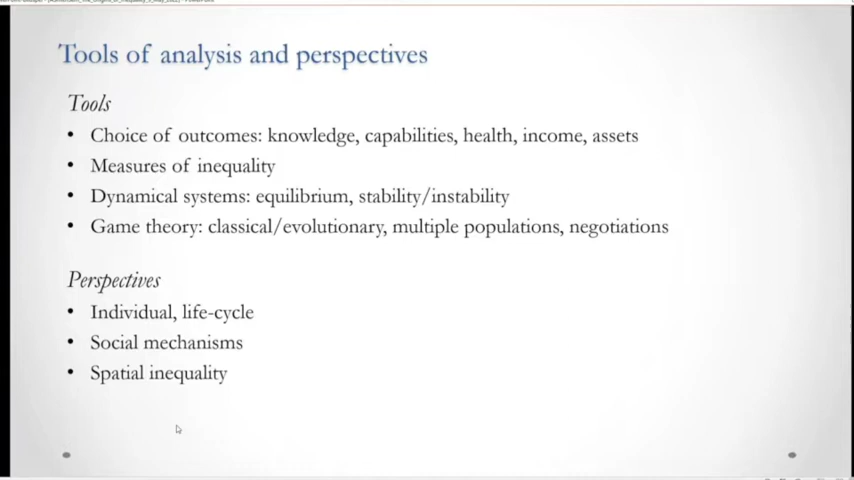 Tools of analysis and perspectives
Tools
• Choice of outcomes: knowledge, capabilities, health, income, assets
• Measures of inequality
• Dynamical systems: equilibrium, stability/instability
• Game theory: classical/evolutionary, multiple populations, negotiations
Perspectives
• Individual, life-cycle
• Social mechanisms
• Spatial inequality